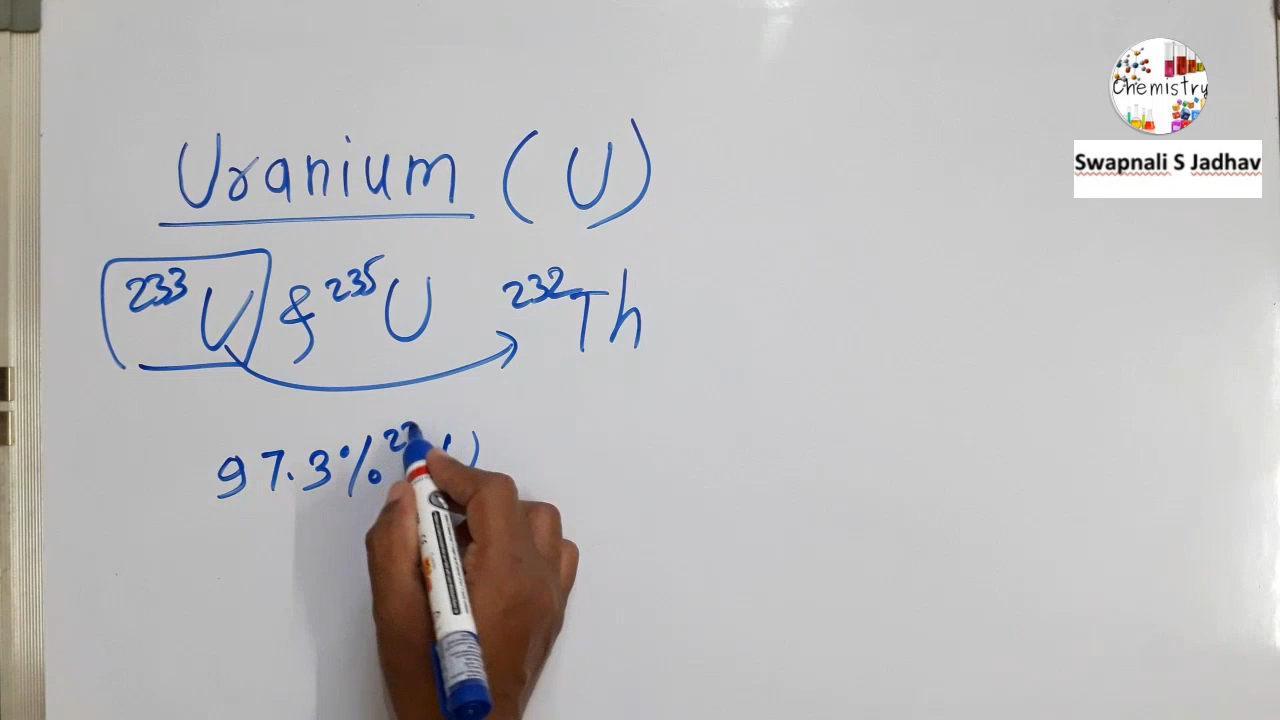 Chemistry
Swapnali S Jadhav
Uranium (U)
²³³U & ²³⁵U ²³²Th
97.3% U